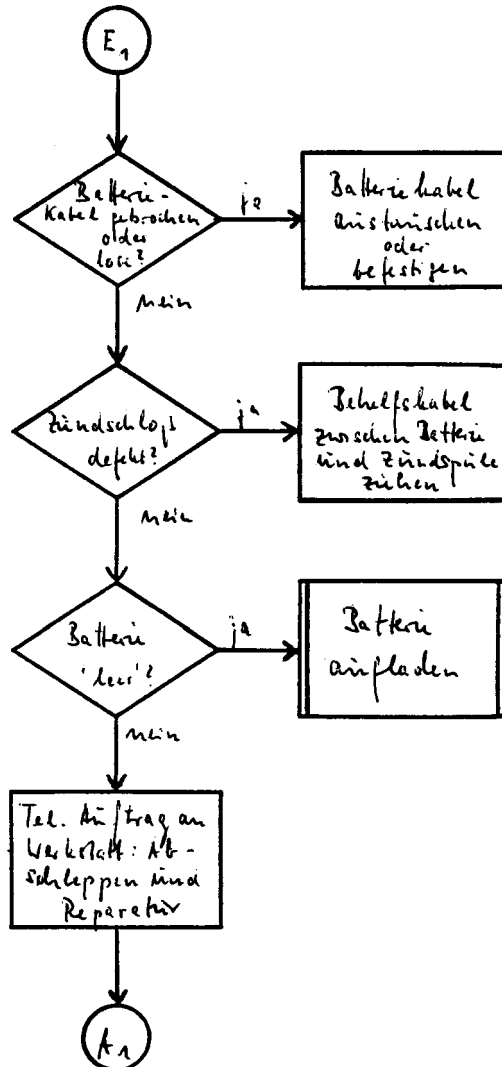 E1
Batterie-
kabel gebrochen
oder
lose?
ja
Batteriekabel
austauschen
oder
befestigen
nein
Zündschloß
defekt?
ja
Behelfskabel
zwischen Batterie
und Zündspule
ziehen
nein
Batterie
'leer'?
ja
Batterie
aufladen
nein
Tel. Auftrag an
Werkstatt: Ab-
schleppen und
Reparatur
A1